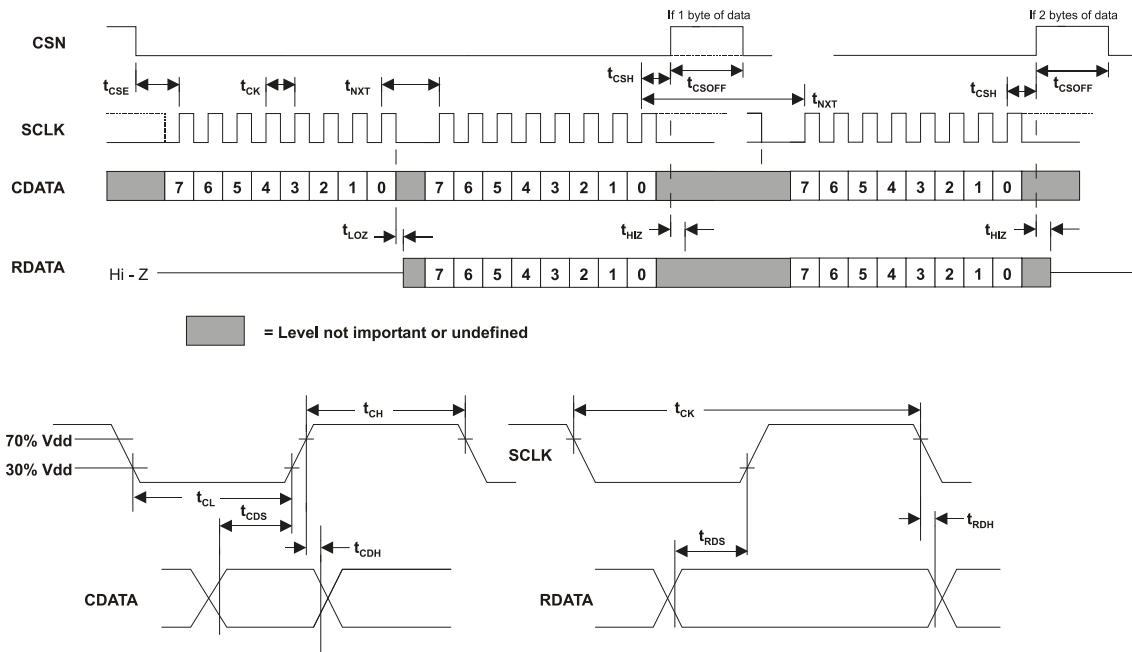 If 1 byte of data
If 2 bytes of data
CSN
tCSE
tCK
tNXT
tCSH
tCSOFF
tNXT
tCSH
tCSOFF
SCLK
CDATA
7 6 5 4 3 2 1 0
7 6 5 4 3 2 1 0
7 6 5 4 3 2 1 0
tLOZ
tHIZ
tHIZ
RDATA
Hi - Z
7 6 5 4 3 2 1 0
7 6 5 4 3 2 1 0
= Level not important or undefined
tCH
tCK
70% Vdd
30% Vdd
SCLK
tCL
tCDS
tCDH
tRDS
tRDH
CDATA
RDATA